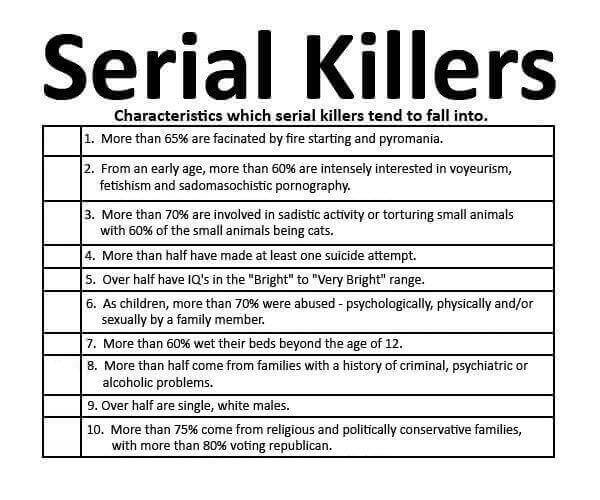 Serial Killers
Characteristics which serial killers tend to fall into.
1. More than 65% are facinated by fire starting and pyromania.
2. From an early age, more than 60% are intensely interested in voyeurism,
fetishism and sadomasochistic pornography.
3. More than 70% are involved in sadistic activity or torturing small animals
with 60% of the small animals being cats.
4. More than half have made at least one suicide attempt.
5. Over half have IQ's in the "Bright" to "Very Bright" range.
6. As children, more than 70% were abused - psychologically, physically and/or
sexually by a family member.
7. More than 60% wet their beds beyond the age of 12.
8. More than half come from families with a history of criminal, psychiatric or
alcoholic problems.
9. Over half are single, white males.
10. More than 75% come from religious and politically conservative families,
with more than 80% voting republican.